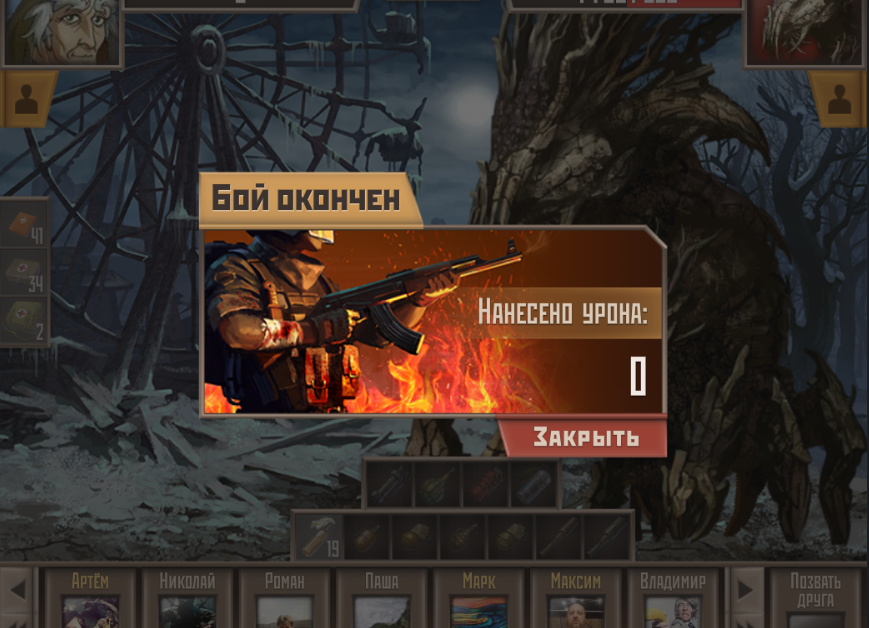 Бой окончен
41
34
2
Нанесено урона:
0
Закрыть
19
Артём
Николай
Роман
Паша
Марк
Максим
Владимир
Позвать
друга